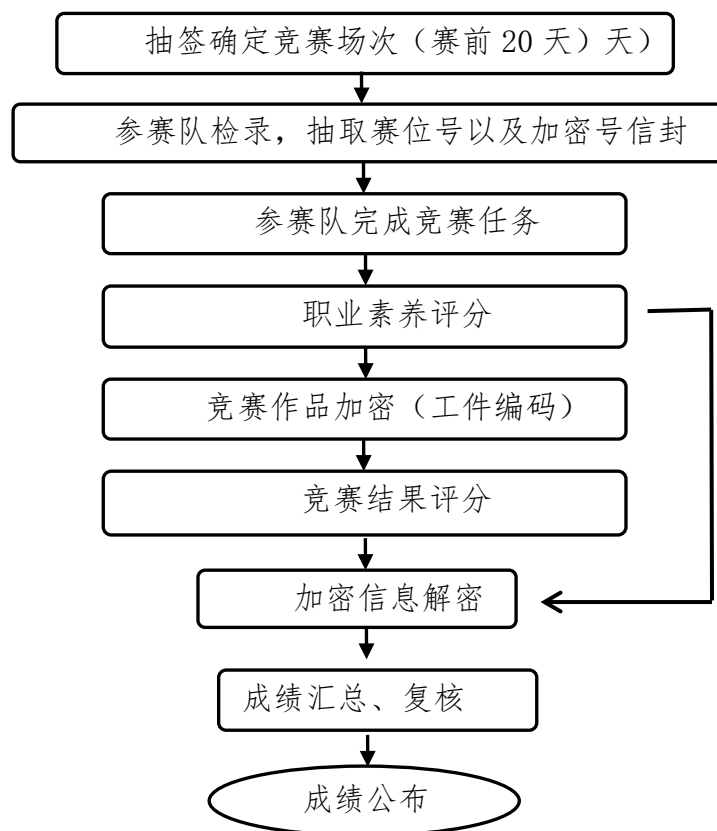 抽签确定竞赛场次（赛前 20 天）天）
参赛队检录，抽取赛位号以及加密号信封
参赛队完成竞赛任务
职业素养评分
竞赛作品加密（工件编码）
竞赛结果评分
加密信息解密
成绩汇总、复核
成绩公布